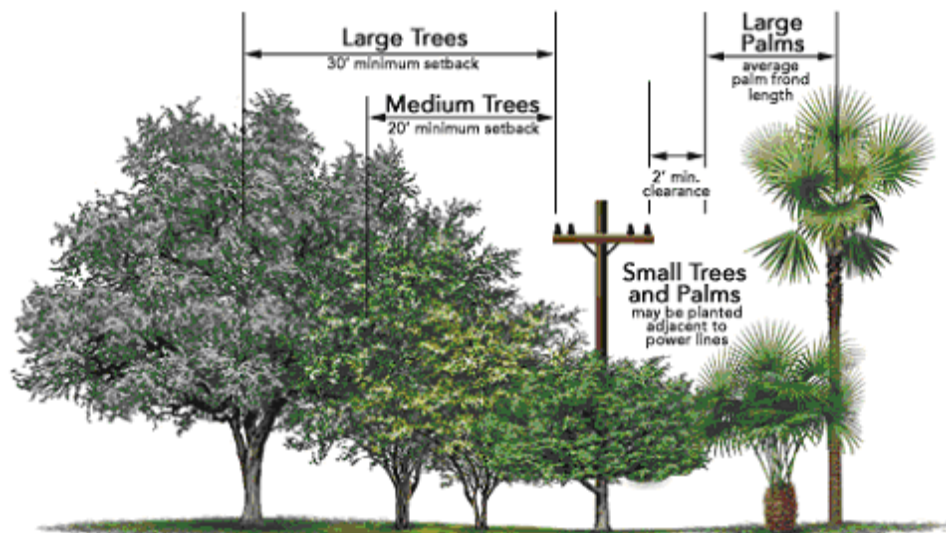 Large Trees
30' minimum setback
Medium Trees
20' minimum setback
Large
Palms
average
palm frond
length
2' min.
clearance
Small Trees
and Palms
may be planted
adjacent to
power lines